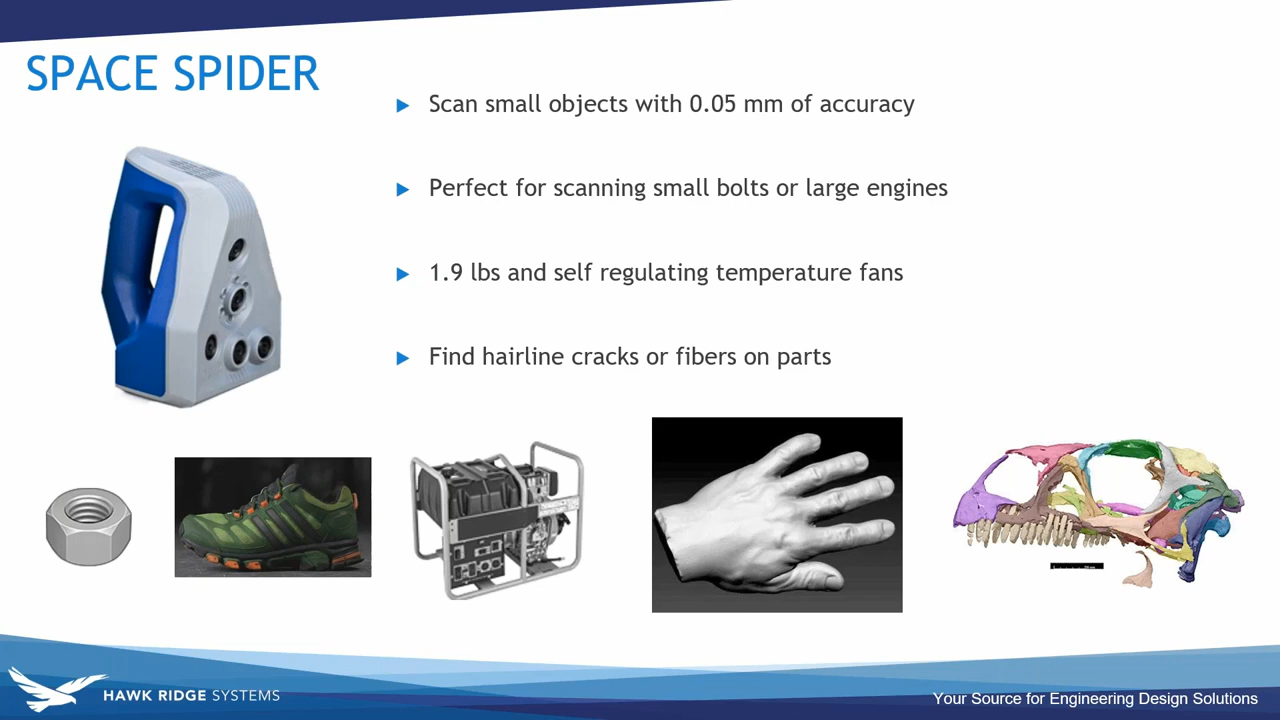 SPACE SPIDER
Scan small objects with 0.05 mm of accuracy
Perfect for scanning small bolts or large engines
1.9 lbs and self regulating temperature fans
Find hairline cracks or fibers on parts
HAWK RIDGE SYSTEMS
Your Source for Engineering Design Solutions